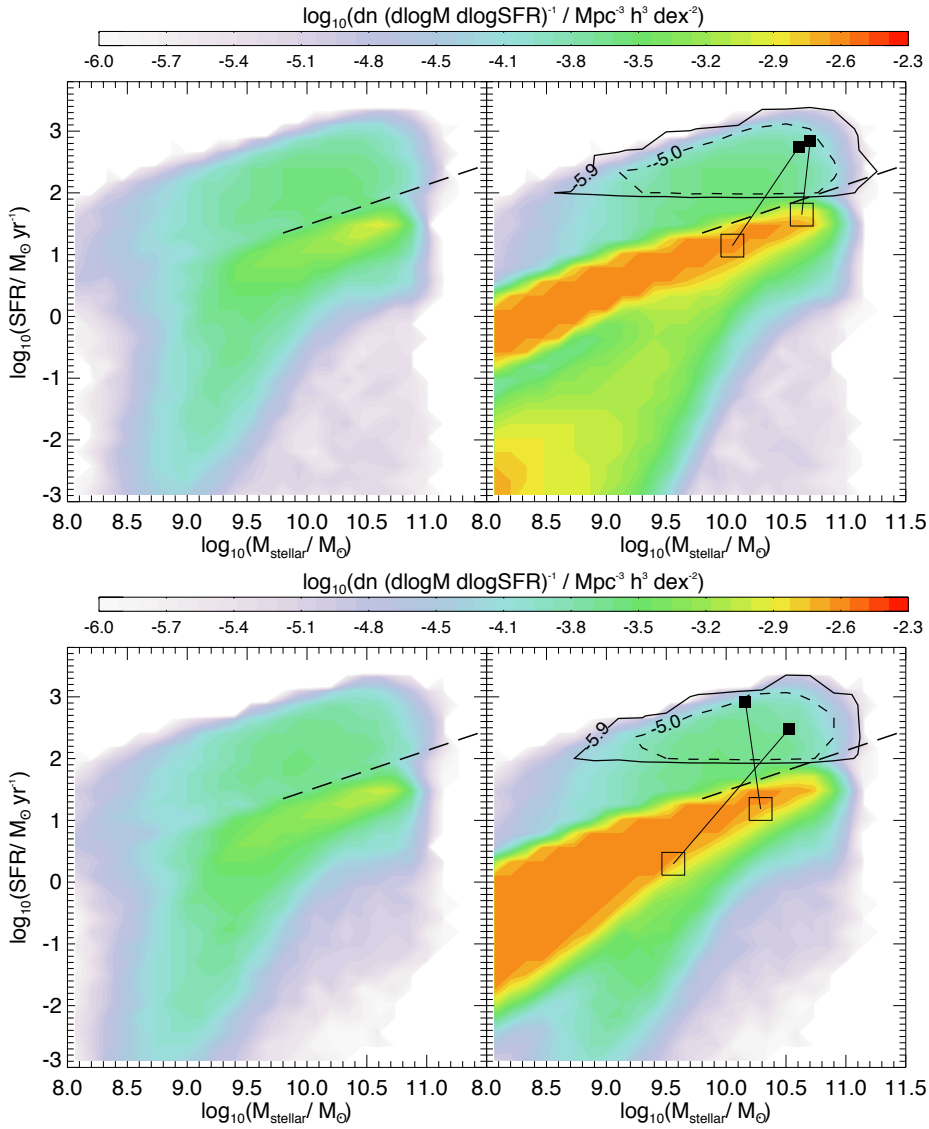 log₁₀(dn (dlogM dlogSFR)⁻¹ / Mpc⁻³ h³ dex⁻²)
-6.0 -5.7 -5.4 -5.1 -4.8 -4.5 -4.1 -3.8 -3.5 -3.2 -2.9 -2.6 -2.3
log₁₀(SFR/ M☉ yr⁻¹)
3
2
1
0
-1
-2
-3
-5.9
-5.0
8.0 8.5 9.0 9.5 10.0 10.5 11.0
8.0 8.5 9.0 9.5 10.0 10.5 11.0 11.5
log₁₀(M_stellar/ M☉)
log₁₀(M_stellar/ M☉)
log₁₀(dn (dlogM dlogSFR)⁻¹ / Mpc⁻³ h³ dex⁻²)
-6.0 -5.7 -5.4 -5.1 -4.8 -4.5 -4.1 -3.8 -3.5 -3.2 -2.9 -2.6 -2.3
log₁₀(SFR/ M☉ yr⁻¹)
3
2
1
0
-1
-2
-3
-5.9
-5.0
8.0 8.5 9.0 9.5 10.0 10.5 11.0
8.0 8.5 9.0 9.5 10.0 10.5 11.0 11.5
log₁₀(M_stellar/ M☉)
log₁₀(M_stellar/ M☉)